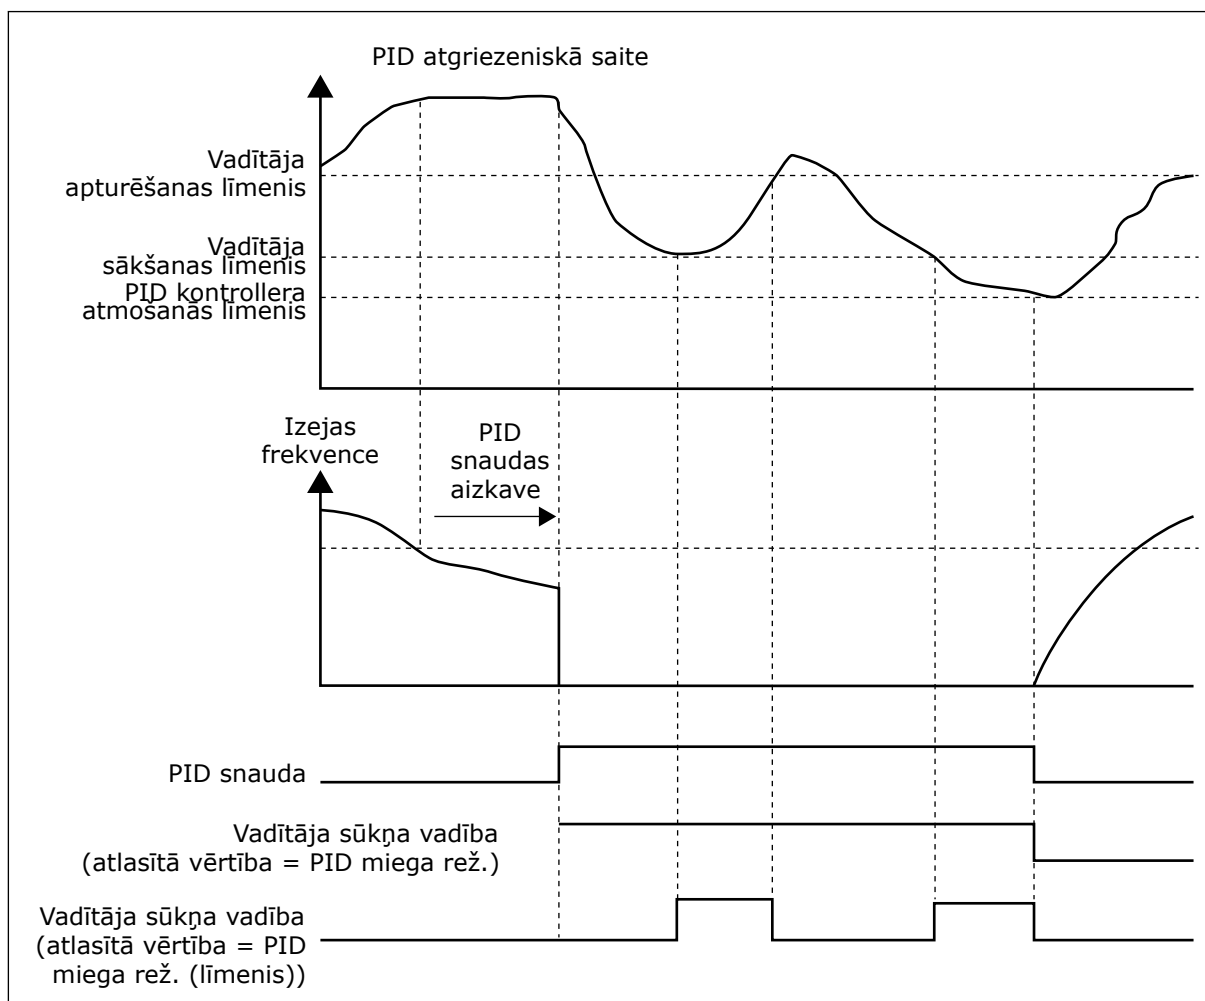 PID atgriezeniskā saite
Vadītāja
apturēšanas līmenis
Vadītāja
sākšanas līmenis
PID kontrollera
atmošanās līmenis
Izejas
frekvence
PID
snaudas
aizkave
PID snauda
Vadītāja sūkņa vadība
(atlasītā vērtība = PID miega rež.)
Vadītāja sūkņa vadība
(atlasītā vērtība = PID
miega rež. (līmenis))